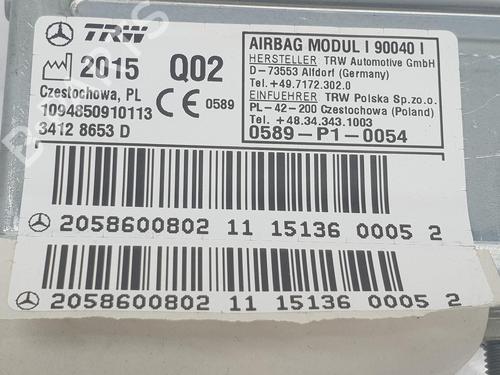 TRW
2015 Q02
Częstochowa, PL
1094850910113
CE 0589
3412 8653 D
AIRBAG MODUL I 90040 I
HERSTELLER TRW Automotive GmbH
D-73553 Alfdorf (Germany)
Tel.+49.7172.302.0
EINFUEHRER TRW Polska Sp.zo.o.
PL-42-200 Czestochowa (Poland)
Tel.+48.34.343.1003
0589-P1-0054
2058600802 11 15136 0005 2
2058600802 11 15136 0005 2